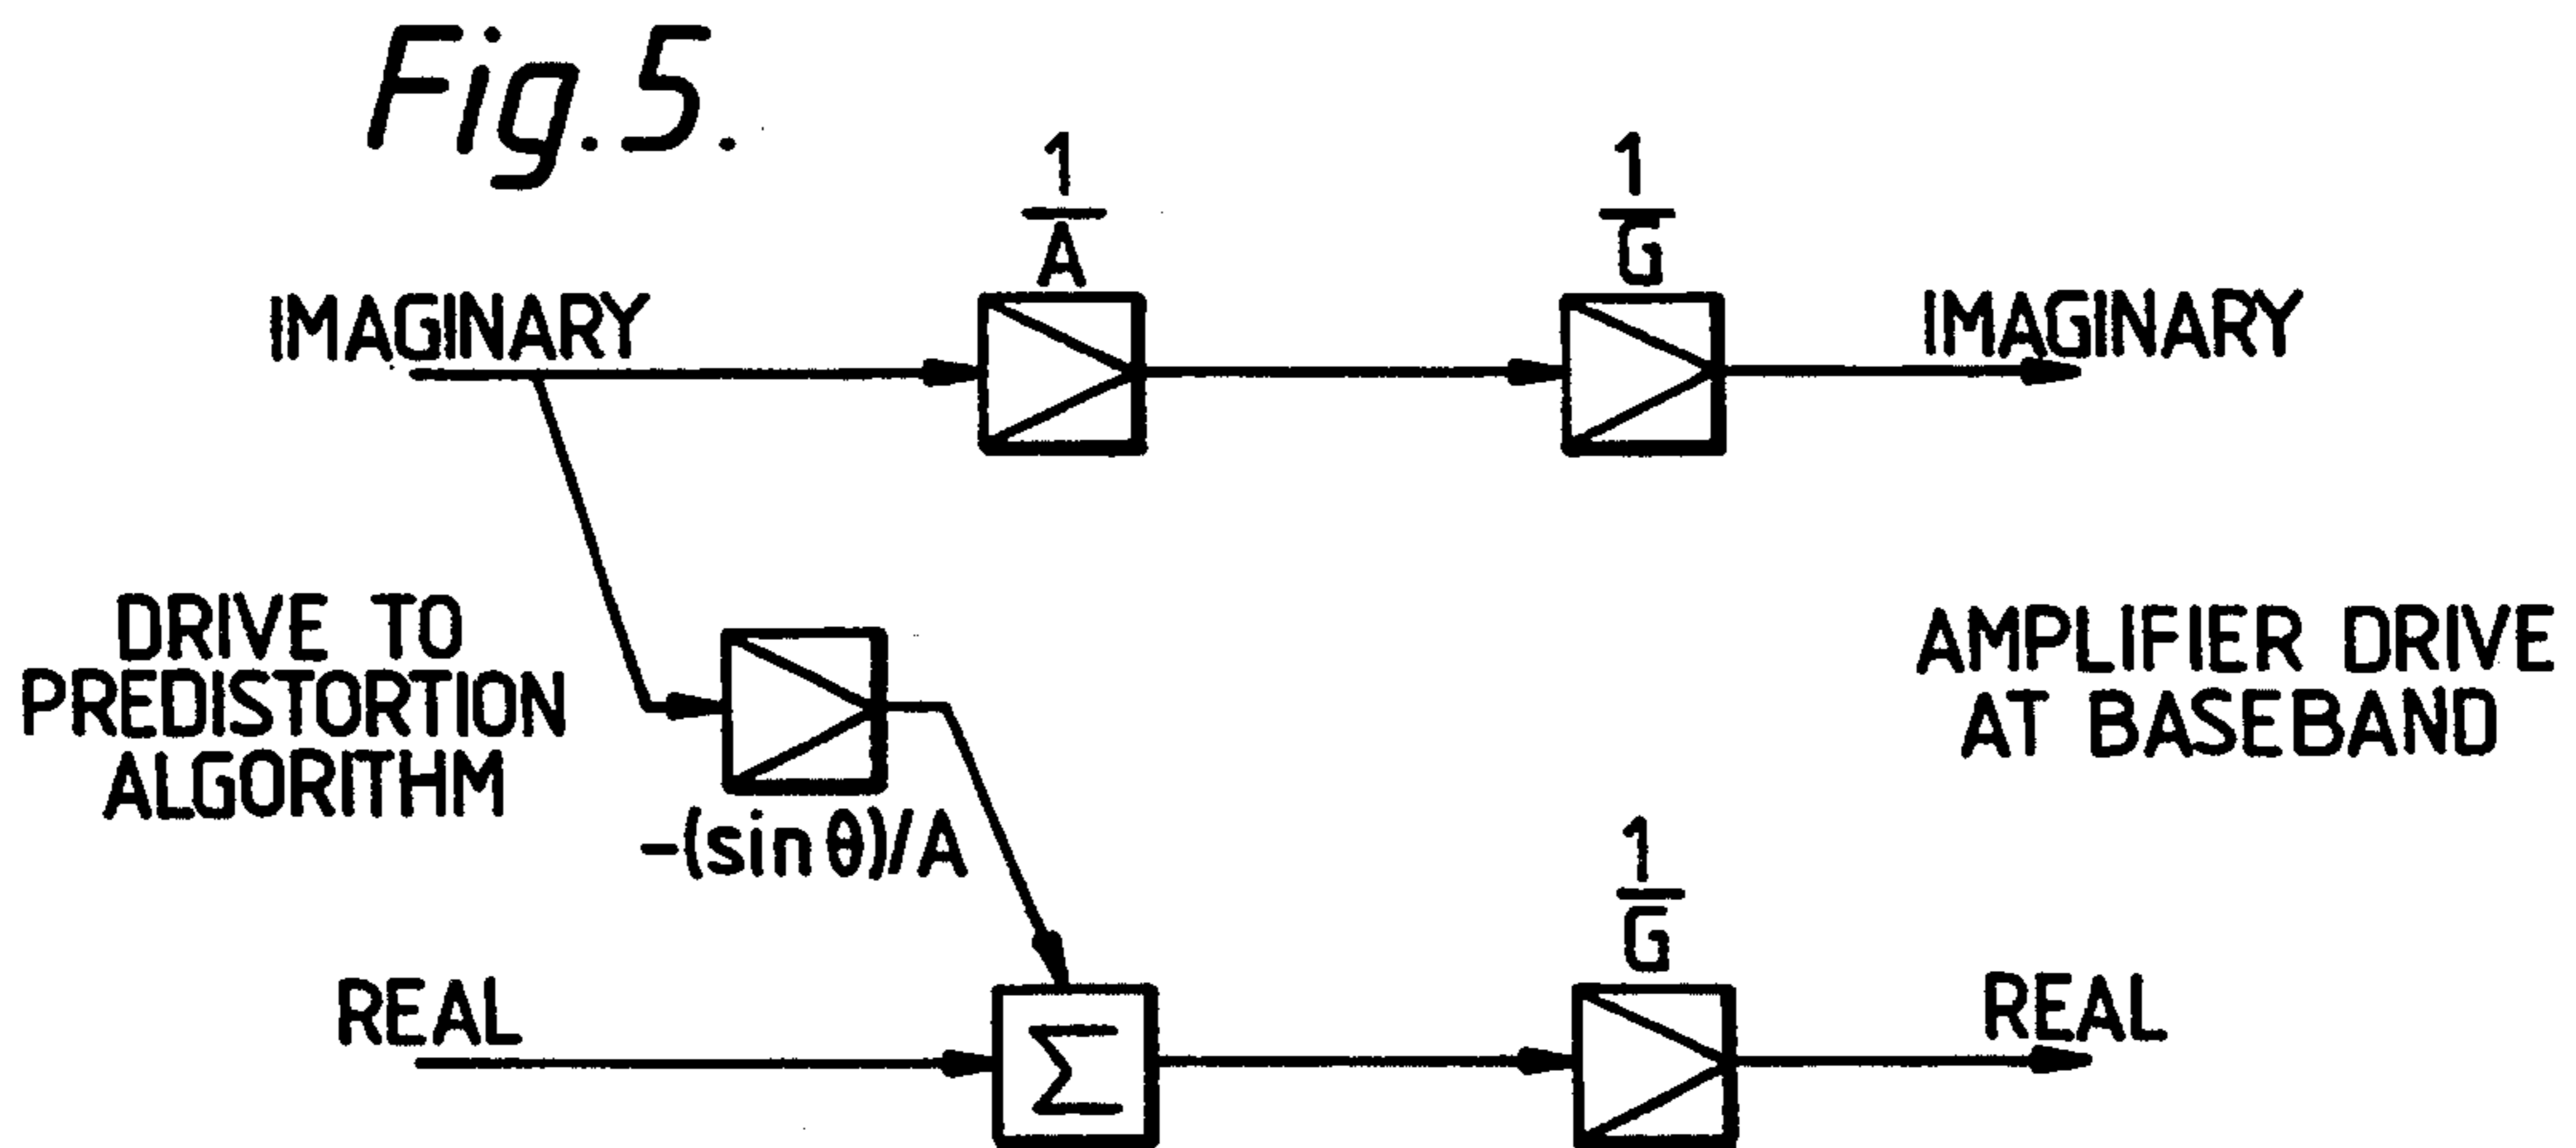 Fig.5.
1
A
1
G
IMAGINARY
IMAGINARY
DRIVE TO
PREDISTORTION
ALGORITHM
-(sin θ)/A
AMPLIFIER DRIVE
AT BASEBAND
1
G
REAL
Σ
REAL